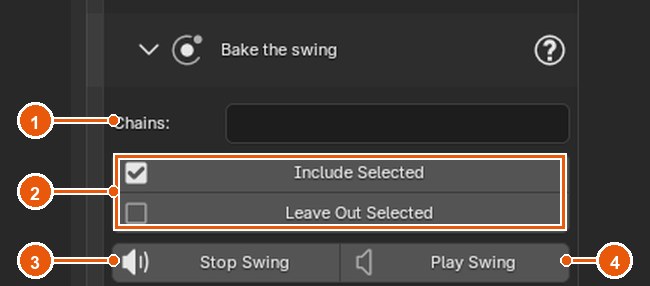 Bake the swing
?
1
Chains:
2
Include Selected
Leave Out Selected
3
Stop Swing
Play Swing
4